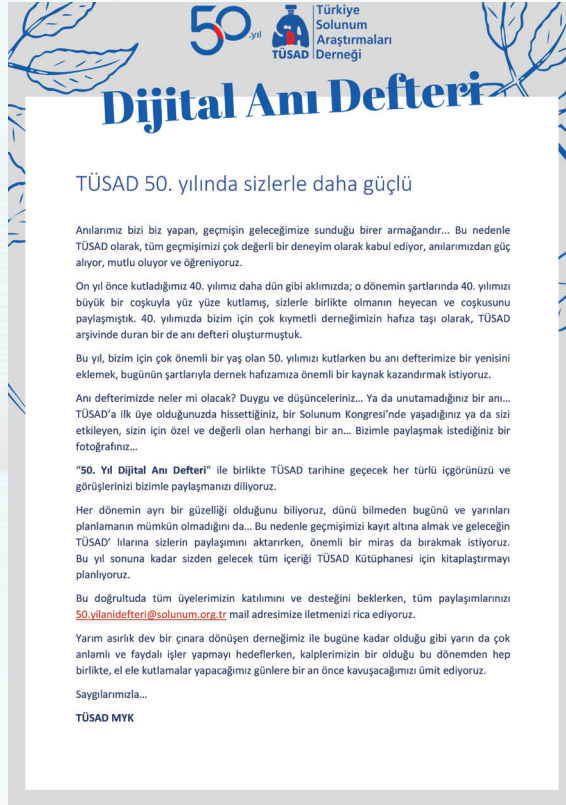 50.yıl
TÜSAD
Türkiye
Solunum
Araştırmaları
Derneği
Dijital Anı Defteri
TÜSAD 50. yılında sizlerle daha güçlü
Anılarımız bizi biz yapan, geçmişin geleceğimize sunduğu birer armağandır... Bu nedenle
TÜSAD olarak, tüm geçmişimizi çok değerli bir deneyim olarak kabul ediyor, anılarımızdan güç
alıyor, mutlu oluyor ve öğreniyoruz.
On yıl önce kutladığımız 40. yılımız daha dün gibi aklımızda; o dönemin şartlarında 40. yılımızı
büyük bir coşkuyla yüz yüze kutlamış, sizlerle birlikte olmanın heyecan ve coşkusunu
paylaşmıştık. 40. yılımızda bizim için çok kıymetli derneğimizin hafıza taşı olarak, TÜSAD
arşivinde duran bir de anı defteri oluşturmuştuk.
Bu yıl, bizim için çok önemli bir yaş olan 50. yılımızı kutlarken bu anı defterimize bir yenisini
eklemek, bugünün şartlarıyla dernek hafızamıza önemli bir kaynak kazandırmak istiyoruz.
Anı defterimizde neler mi olacak? Duygu ve düşünceleriniz... Ya da unutamadığınız bir anı...
TÜSAD'a ilk üye olduğunuzda hissettiğiniz, bir Solunum Kongresi'nde yaşadığınız ya da sizi
etkileyen, sizin için özel ve değerli olan herhangi bir an... Bizimle paylaşmak istediğiniz bir
fotoğrafınız...
"50. Yıl Dijital Anı Defteri" ile birlikte TÜSAD tarihine geçecek her türlü içgörünüzü ve
görüşlerinizi bizimle paylaşmanızı diliyoruz.
Her dönemin ayrı bir güzelliği olduğunu biliyoruz, dünü bilmeden bugünü ve yarınları
planlamanın mümkün olmadığını da... Bu nedenle geçmişimizi kayıt altına almak ve geleceğin
TÜSAD' lılarına sizlerin paylaşımını aktarırken, önemli bir miras da bırakmak istiyoruz.
Bu yıl sonuna kadar sizden gelecek tüm içeriği TÜSAD Kütüphanesi için kitaplaştırmayı
planlıyoruz.
Bu doğrultuda tüm üyelerimizin katılımını ve desteğini beklerken, tüm paylaşımlarınızı
50.yilanidefteri@solunum.org.tr mail adresimize iletmenizi rica ediyoruz.
Yarım asırlık dev bir çınara dönüşen derneğimiz ile bugüne kadar olduğu gibi yarın da çok
anlamlı ve faydalı işler yapmayı hedeflerken, kalplerimizin bir olduğu bu dönemden hep
birlikte, el ele kutlamalar yapacağımız günlere bir an önce kavuşacağımızı ümit ediyoruz.
Saygılarımızla...
TÜSAD MYK